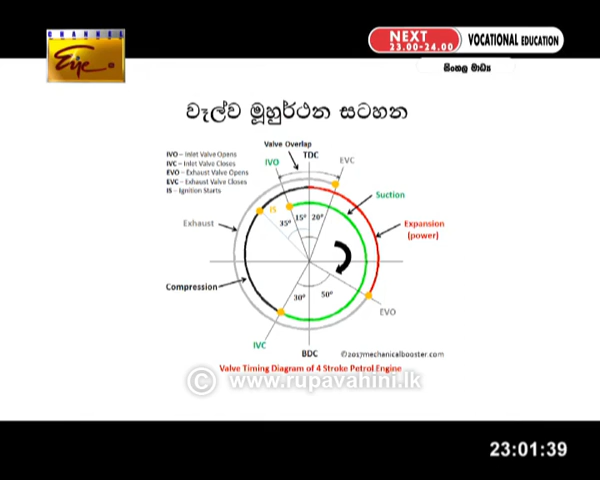 CHANNEL
Eye
NEXT
23.00-24.00
VOCATIONAL EDUCATION
සිංහල මාධ්‍ය
වෑල්ව මුහුර්ථන සටහන
IVO – Inlet Valve Opens
IVC – Inlet Valve Closes
EVO – Exhaust Valve Opens
EVC – Exhaust Valve Closes
IS – Ignition Starts
Valve Overlap
TDC
IVO
EVC
IS
Suction
35°
15°
20°
Exhaust
Expansion
(power)
Compression
30°
50°
EVO
IVC
BDC
©2017mechanicalbooster.com
Valve Timing Diagram of 4 Stroke Petrol Engine
© www.rupavahini.lk
23:01:39